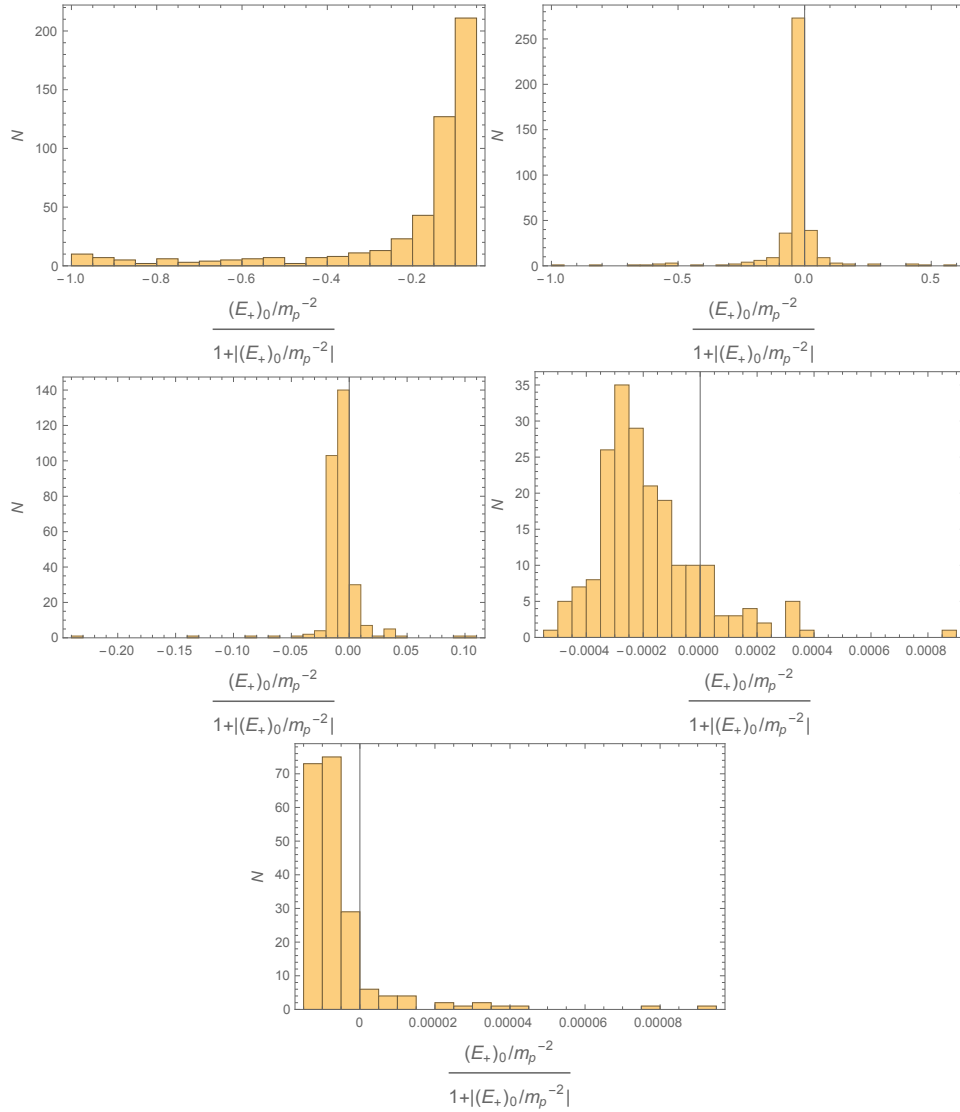 200
150
100
50
0
N
−1.0 −0.8 −0.6 −0.4 −0.2
(E₊)₀/mₚ⁻²
1+|(E₊)₀/mₚ⁻²|
250
200
150
100
50
0
N
−1.0 −0.5 0.0 0.5
(E₊)₀/mₚ⁻²
1+|(E₊)₀/mₚ⁻²|
140
120
100
80
60
40
20
0
N
−0.20 −0.15 −0.10 −0.05 0.00 0.05 0.10
(E₊)₀/mₚ⁻²
1+|(E₊)₀/mₚ⁻²|
35
30
25
20
15
10
5
0
N
−0.0004 −0.0002 0.0000 0.0002 0.0004 0.0006 0.0008
(E₊)₀/mₚ⁻²
1+|(E₊)₀/mₚ⁻²|
70
60
50
40
30
20
10
0
N
0 0.00002 0.00004 0.00006 0.00008
(E₊)₀/mₚ⁻²
1+|(E₊)₀/mₚ⁻²|